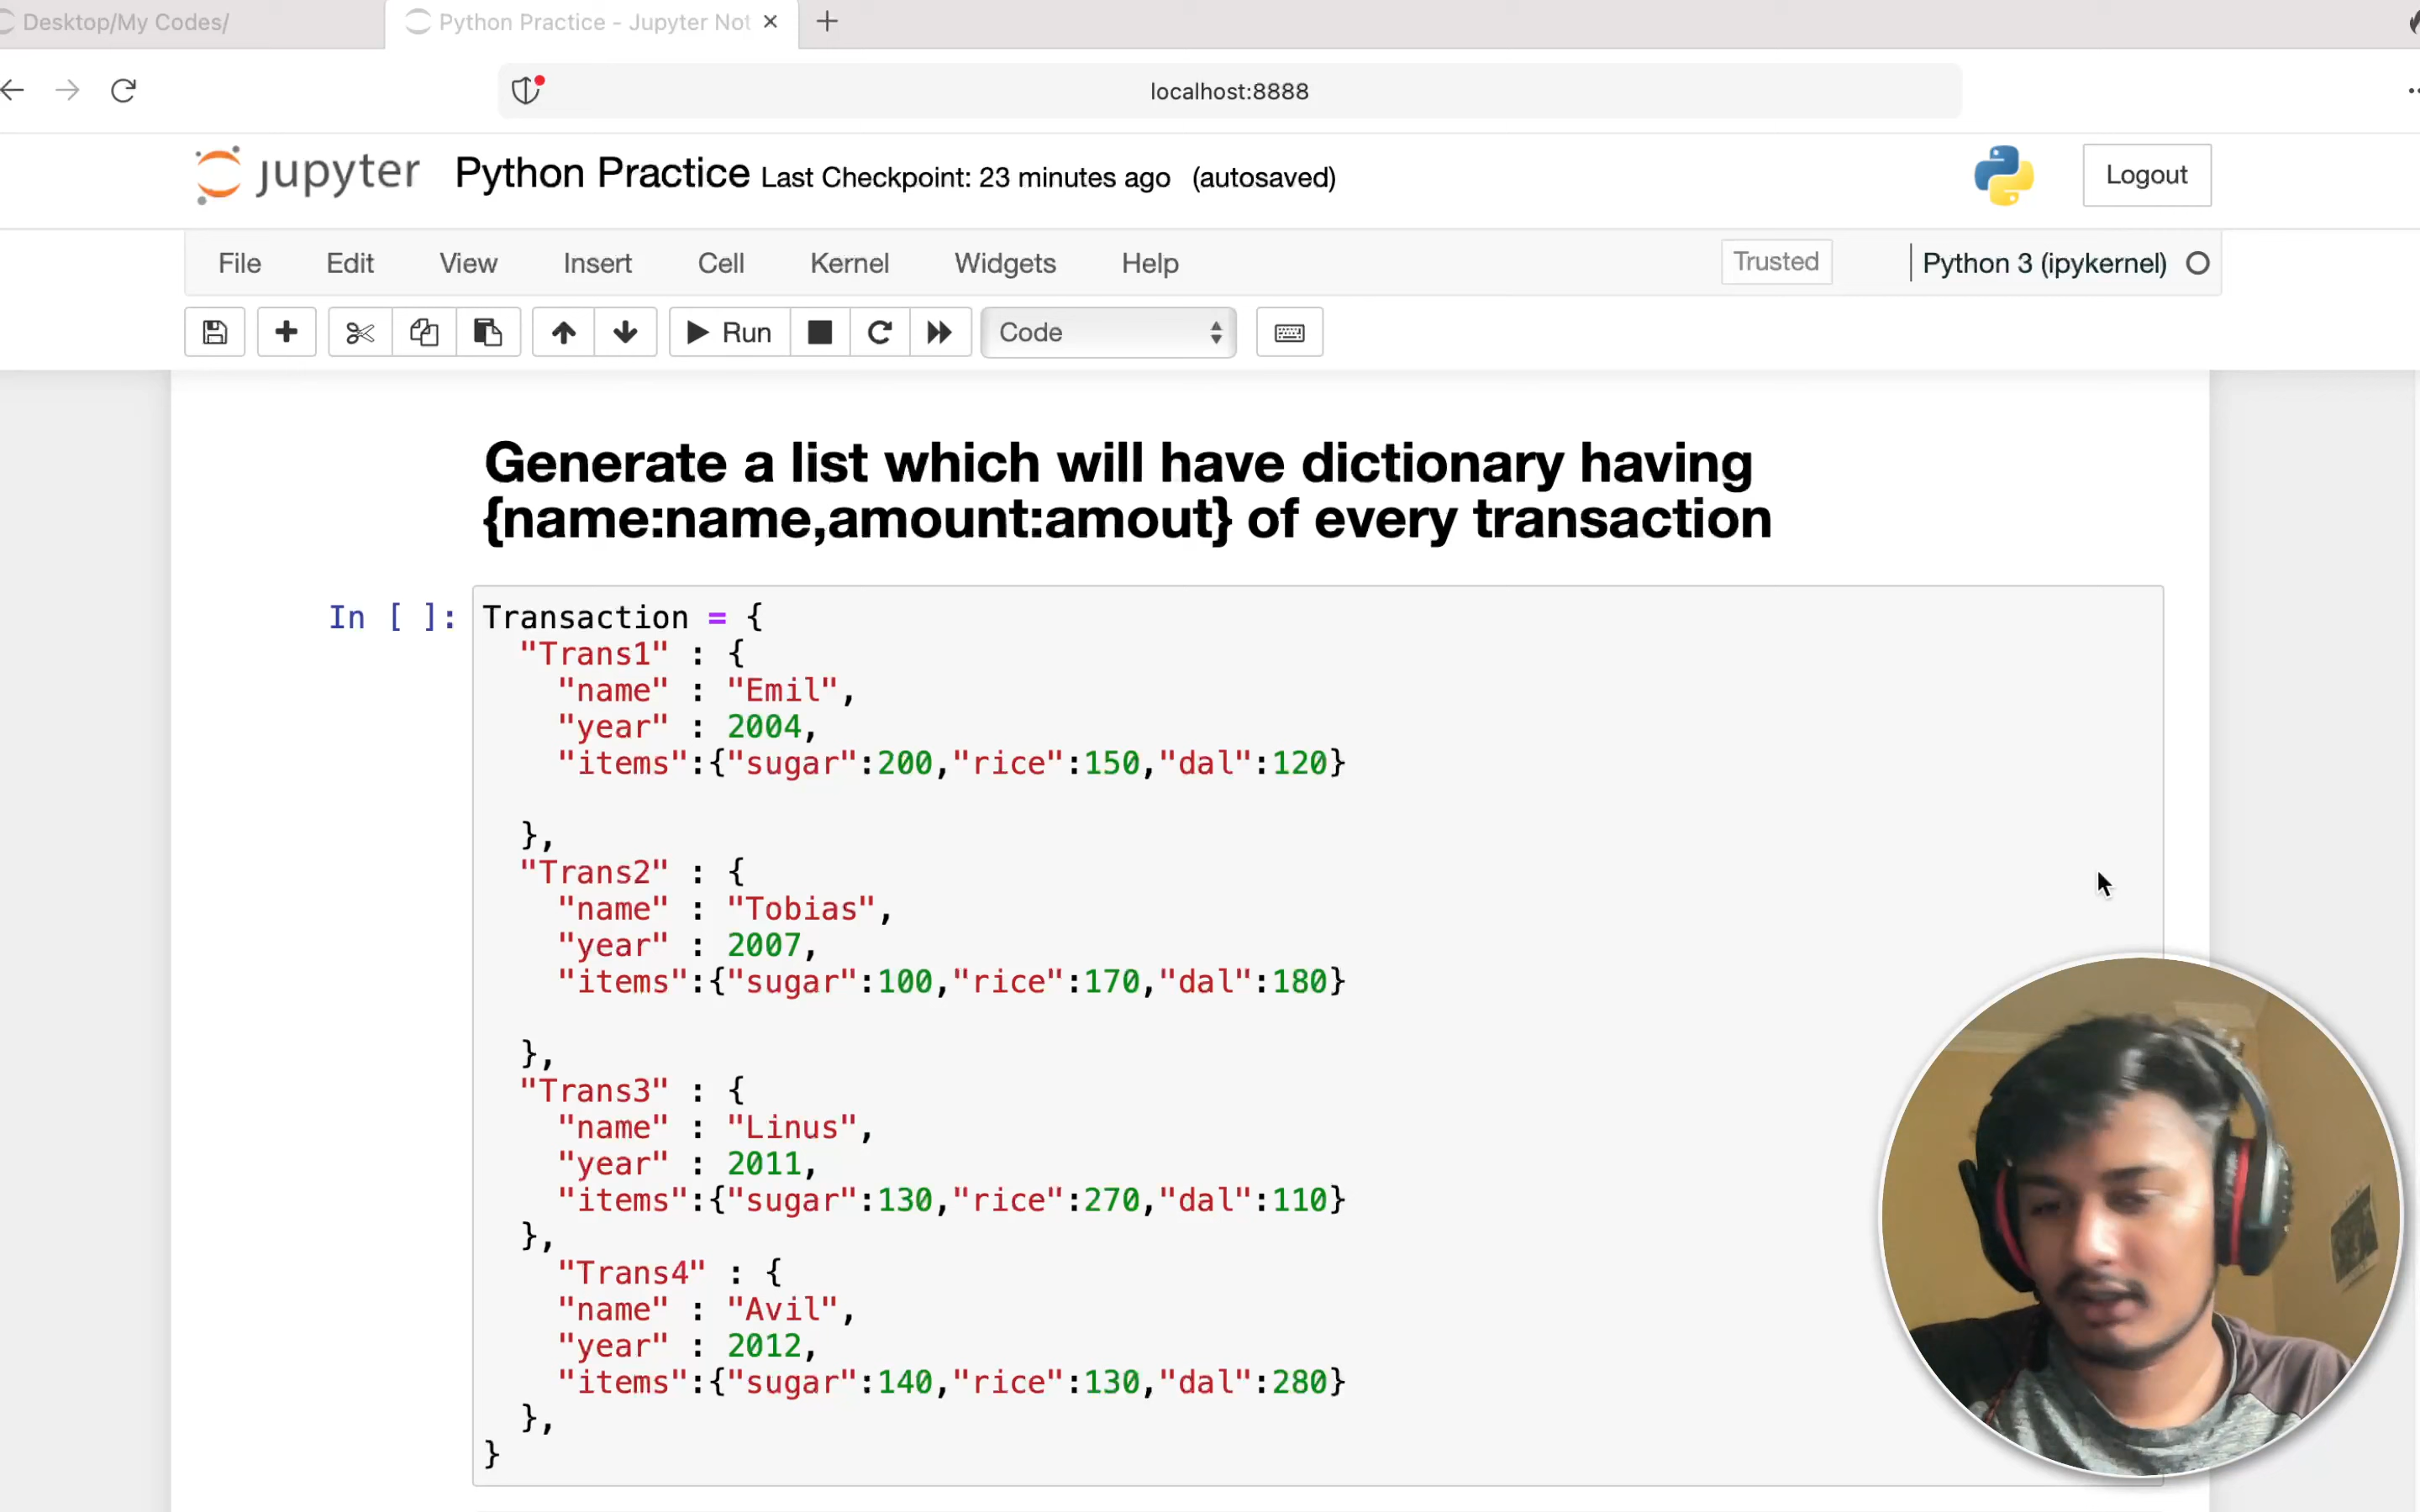 Desktop/My Codes/
Python Practice - Jupyter Not
localhost:8888
jupyter Python Practice Last Checkpoint: 23 minutes ago (autosaved)
Logout
File Edit View Insert Cell Kernel Widgets Help
Trusted
Python 3 (ipykernel)
Run
Code
Generate a list which will have dictionary having
{name:name,amount:amout} of every transaction
In [ ]:
Transaction = {
"Trans1" : {
"name" : "Emil",
"year" : 2004,
"items":{"sugar":200,"rice":150,"dal":120}
},
"Trans2" : {
"name" : "Tobias",
"year" : 2007,
"items":{"sugar":100,"rice":170,"dal":180}
},
"Trans3" : {
"name" : "Linus",
"year" : 2011,
"items":{"sugar":130,"rice":270,"dal":110}
},
"Trans4" : {
"name" : "Avil",
"year" : 2012,
"items":{"sugar":140,"rice":130,"dal":280}
},
}